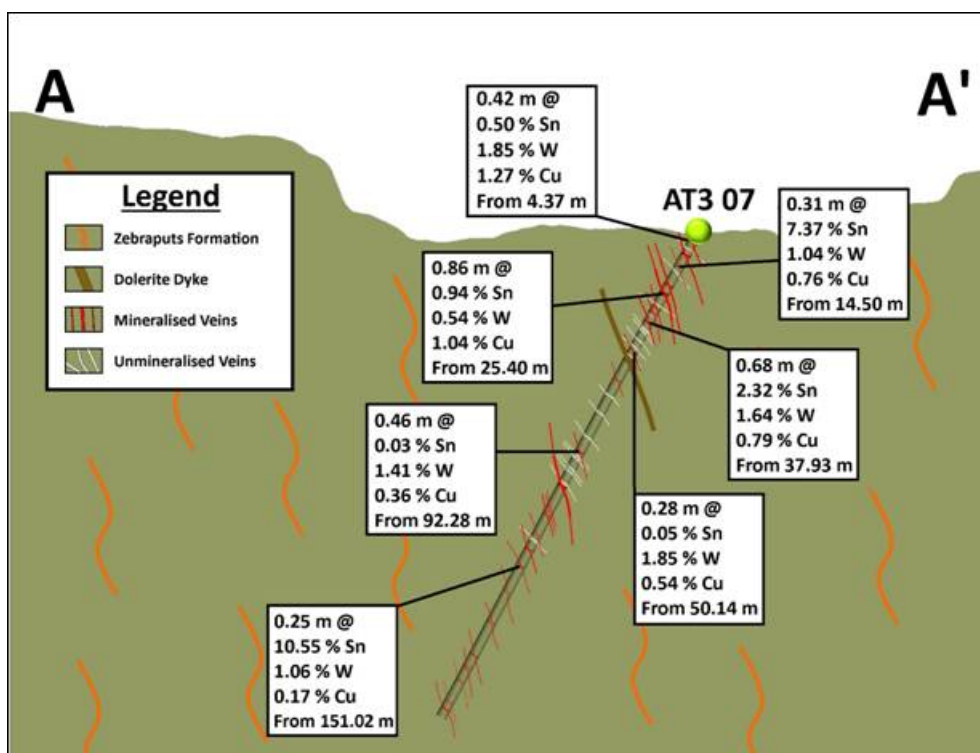 A
A'
0.42 m @
0.50 % Sn
1.85 % W
1.27 % Cu
From 4.37 m
Legend
Zebraputs Formation
Dolerite Dyke
Mineralised Veins
Unmineralised Veins
AT3 07
0.31 m @
7.37 % Sn
1.04 % W
0.76 % Cu
From 14.50 m
0.86 m @
0.94 % Sn
0.54 % W
1.04 % Cu
From 25.40 m
0.68 m @
2.32 % Sn
1.64 % W
0.79 % Cu
From 37.93 m
0.46 m @
0.03 % Sn
1.41 % W
0.36 % Cu
From 92.28 m
0.28 m @
0.05 % Sn
1.85 % W
0.54 % Cu
From 50.14 m
0.25 m @
10.55 % Sn
1.06 % W
0.17 % Cu
From 151.02 m